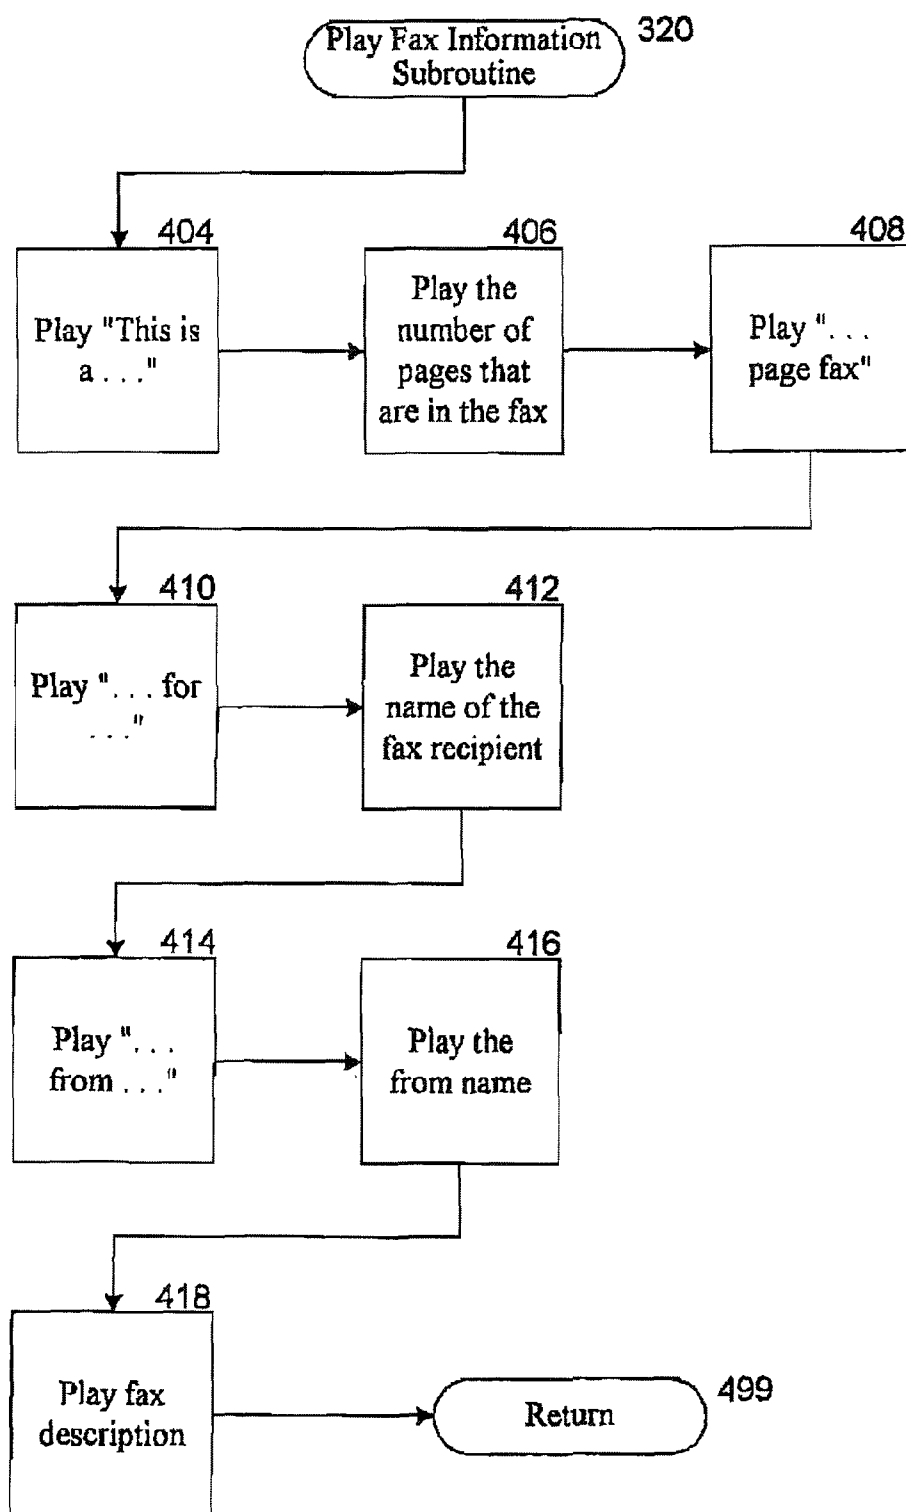 Play Fax Information
Subroutine
320
404
Play "This is
a . . ."
406
Play the
number of
pages that
are in the fax
408
Play ". . .
page fax"
410
Play ". . . for
. . ."
412
Play the
name of the
fax recipient
414
Play ". . .
from . . ."
416
Play the
from name
418
Play fax
description
Return
499